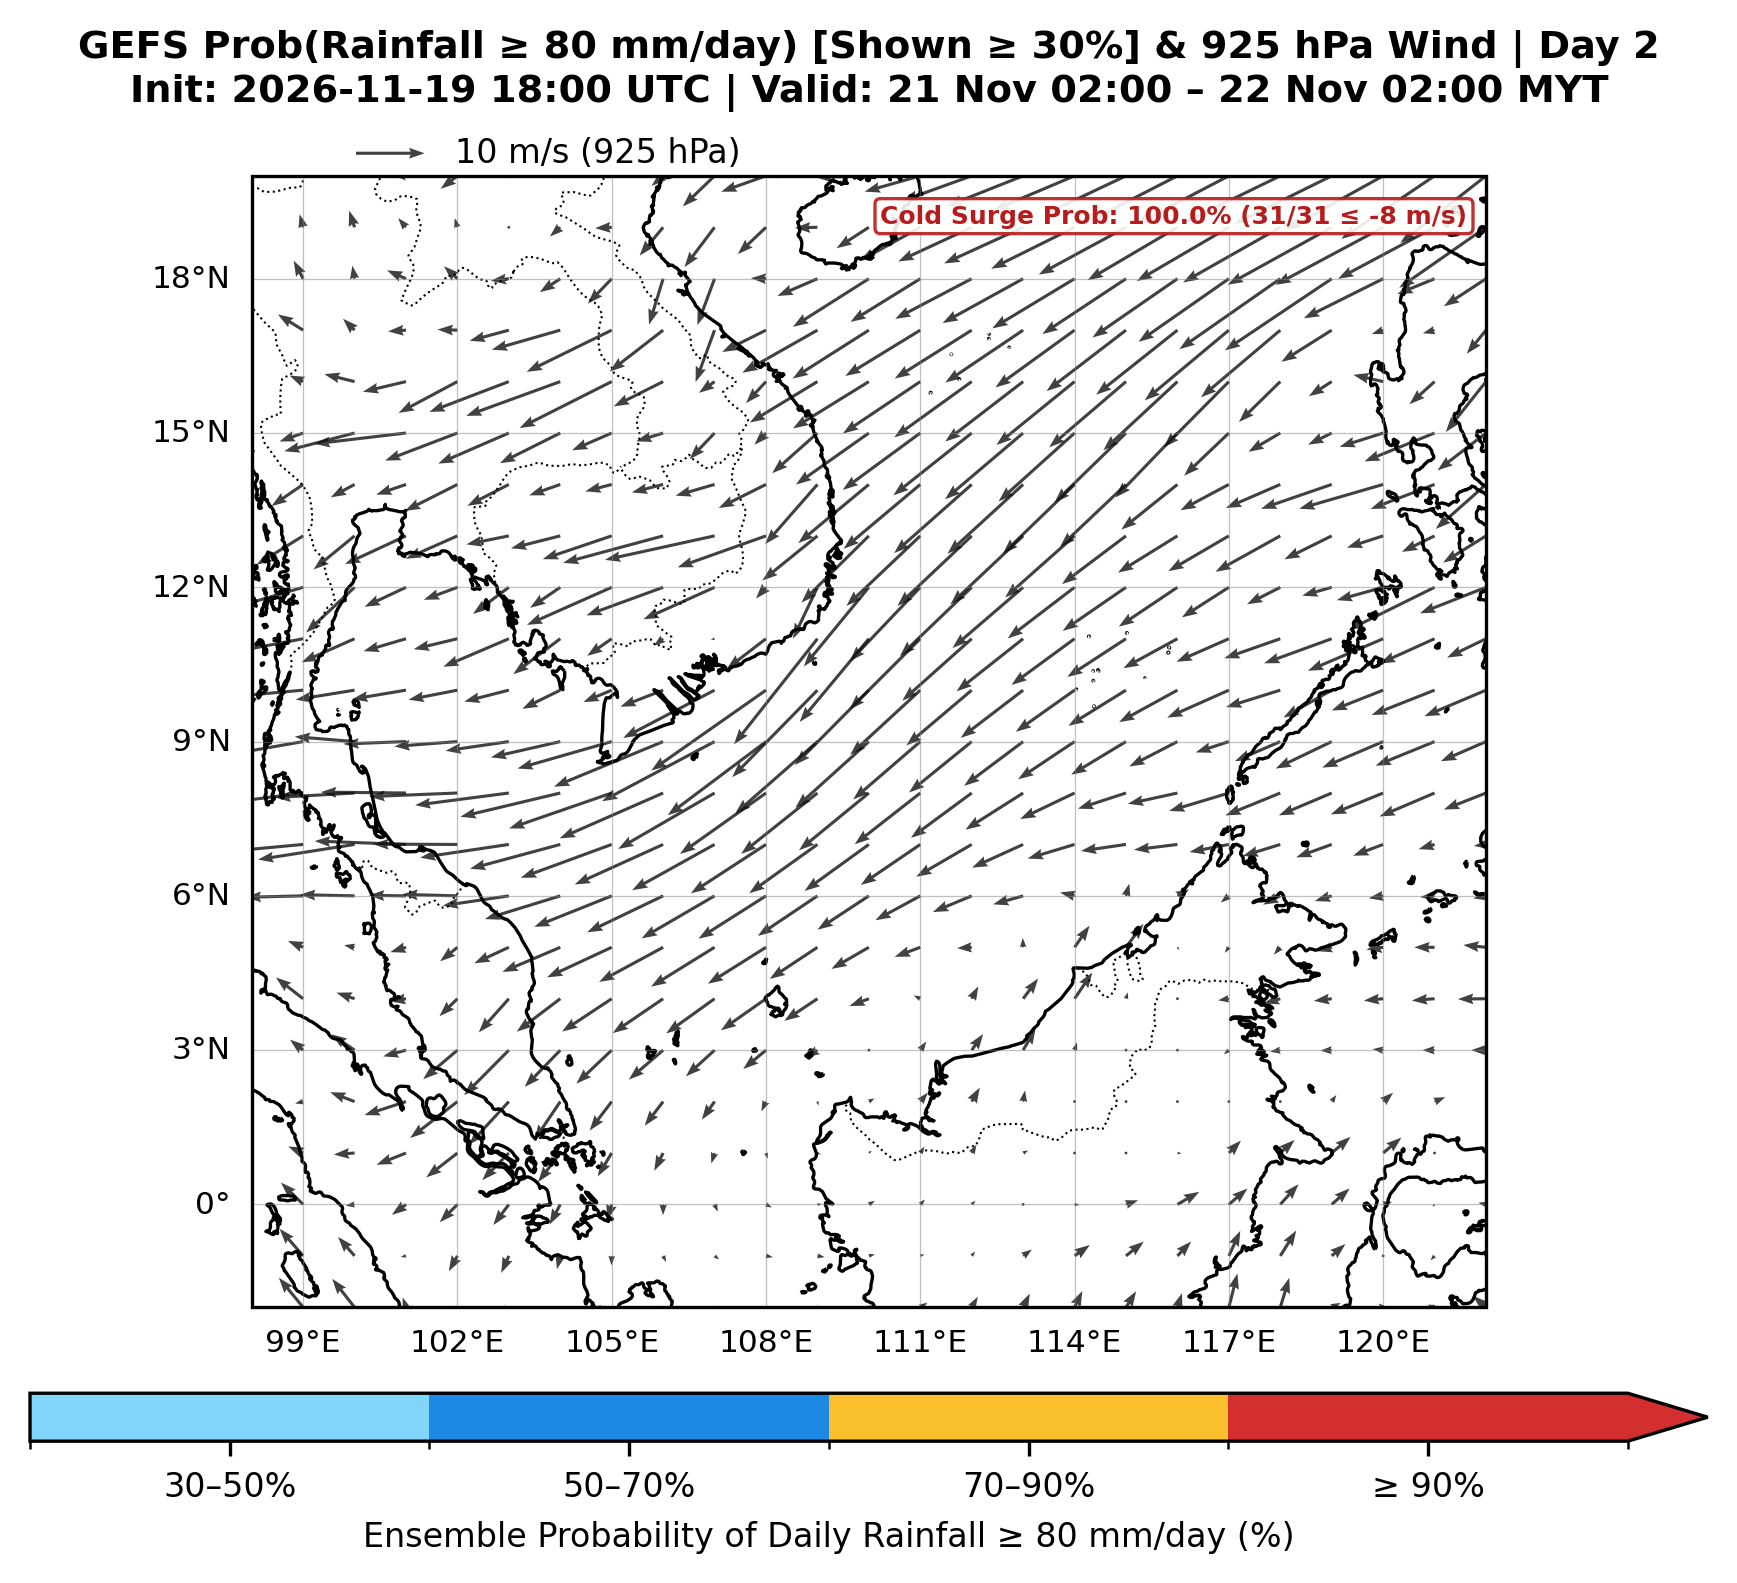 GEFS Prob(Rainfall ≥ 80 mm/day) [Shown ≥ 30%] & 925 hPa Wind | Day 2
Init: 2026-11-19 18:00 UTC | Valid: 21 Nov 02:00 – 22 Nov 02:00 MYT
10 m/s (925 hPa)
Cold Surge Prob: 100.0% (31/31 ≤ -8 m/s)
18°N
15°N
12°N
9°N
6°N
3°N
0°
99°E 102°E 105°E 108°E 111°E 114°E 117°E 120°E
30–50% 50–70% 70–90% ≥ 90%
Ensemble Probability of Daily Rainfall ≥ 80 mm/day (%)